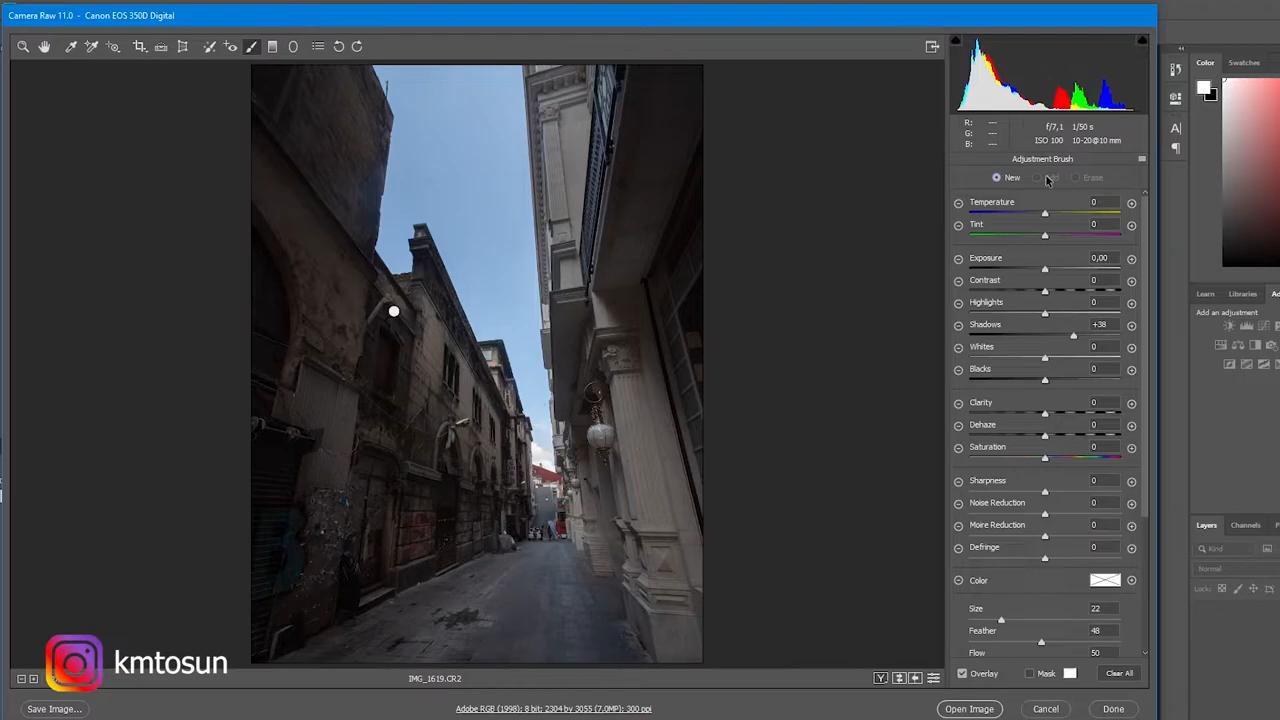 Camera Raw 11.0 - Canon EOS 350D Digital
R: ---
G: ---
B: ---
f/7,1 1/50 s
ISO 100 10-20@10 mm
Adjustment Brush
New
Erase
Temperature 0
Tint 0
Exposure 0,00
Contrast 0
Highlights 0
Shadows +38
Whites 0
Blacks 0
Clarity 0
Dehaze 0
Saturation 0
Sharpness 0
Noise Reduction 0
Moire Reduction 0
Defringe 0
Color
Size 22
Feather 48
Flow 50
Overlay Mask Clear All
IMG_1619.CR2
Y
Save Image...
Adobe RGB (1998); 8 bit; 2304 by 3055 (7,0MP); 300 ppi
Open Image Cancel Done
kmtosun
Color Swatches
Learn Libraries
Add an adjustment
Layers Channels
Kind
Normal
Lock: